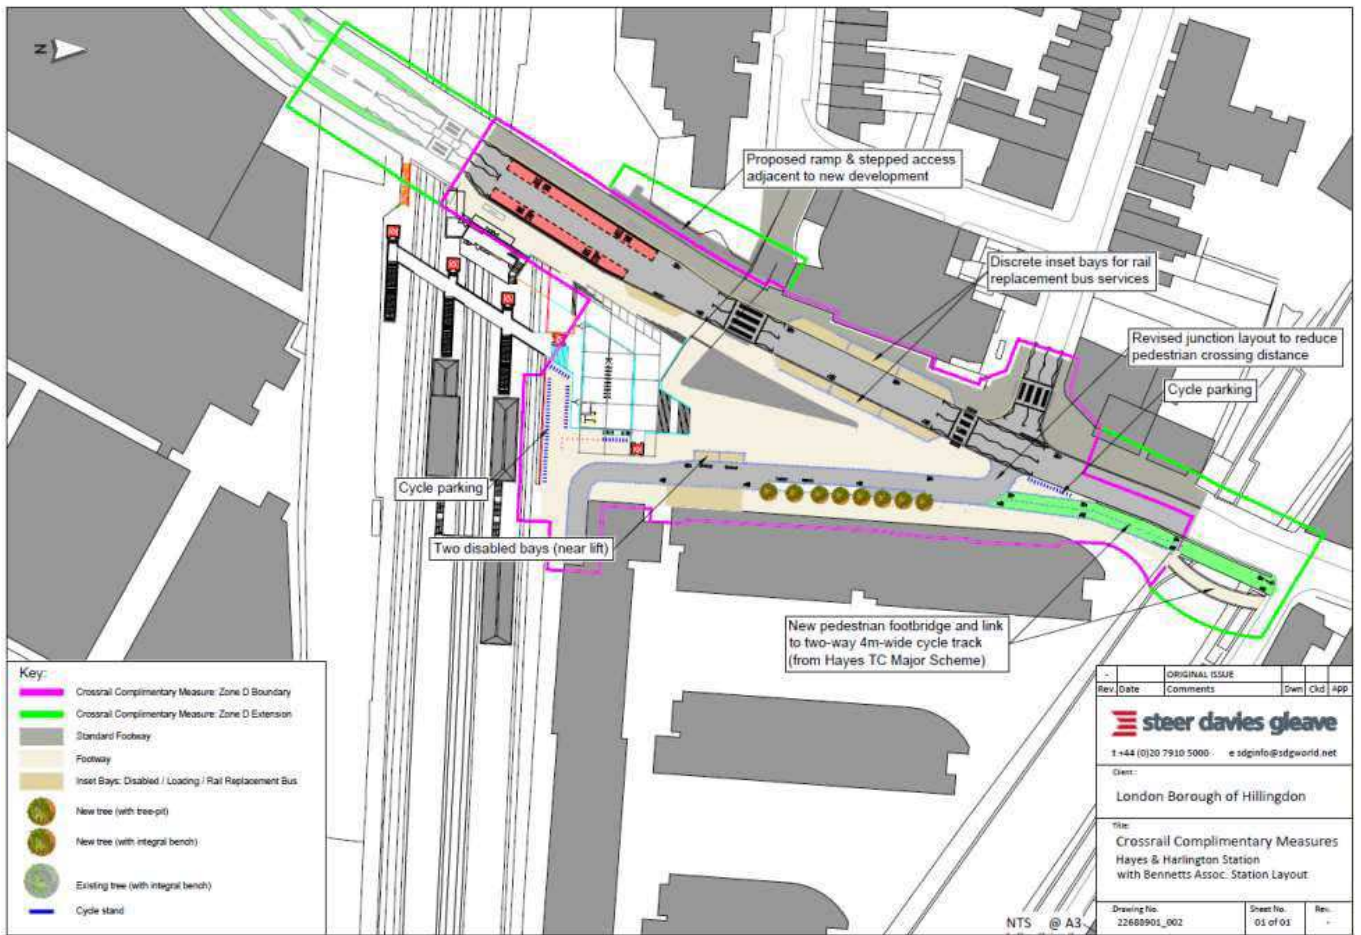 N
Proposed ramp & stepped access
adjacent to new development
Discrete inset bays for rail
replacement bus services
Revised junction layout to reduce
pedestrian crossing distance
Cycle parking
Cycle parking
Two disabled bays (near lift)
New pedestrian footbridge and link
to two-way 4m-wide cycle track
(from Hayes TC Major Scheme)
Key:
Crossrail Complimentary Measure: Zone D Boundary
Crossrail Complimentary Measure: Zone D Extension
Standard Footway
Footway
Inset Bays: Disabled / Loading / Rail Replacement Bus
New tree (with tree-pit)
New tree (with integral bench)
Existing tree (with integral bench)
Cycle stand
NTS @ A3
- ORIGINAL ISSUE
Rev. Date Comments Dwn Ckd APP
steer davies gleave
t +44 (0)20 7910 5000 e sdginfo@sdgworld.net
Client:
London Borough of Hillingdon
Title:
Crossrail Complimentary Measures
Hayes & Harlington Station
with Bennetts Assoc. Station Layout
Drawing No. Sheet No. Rev.
22688901_002 01 of 01 -